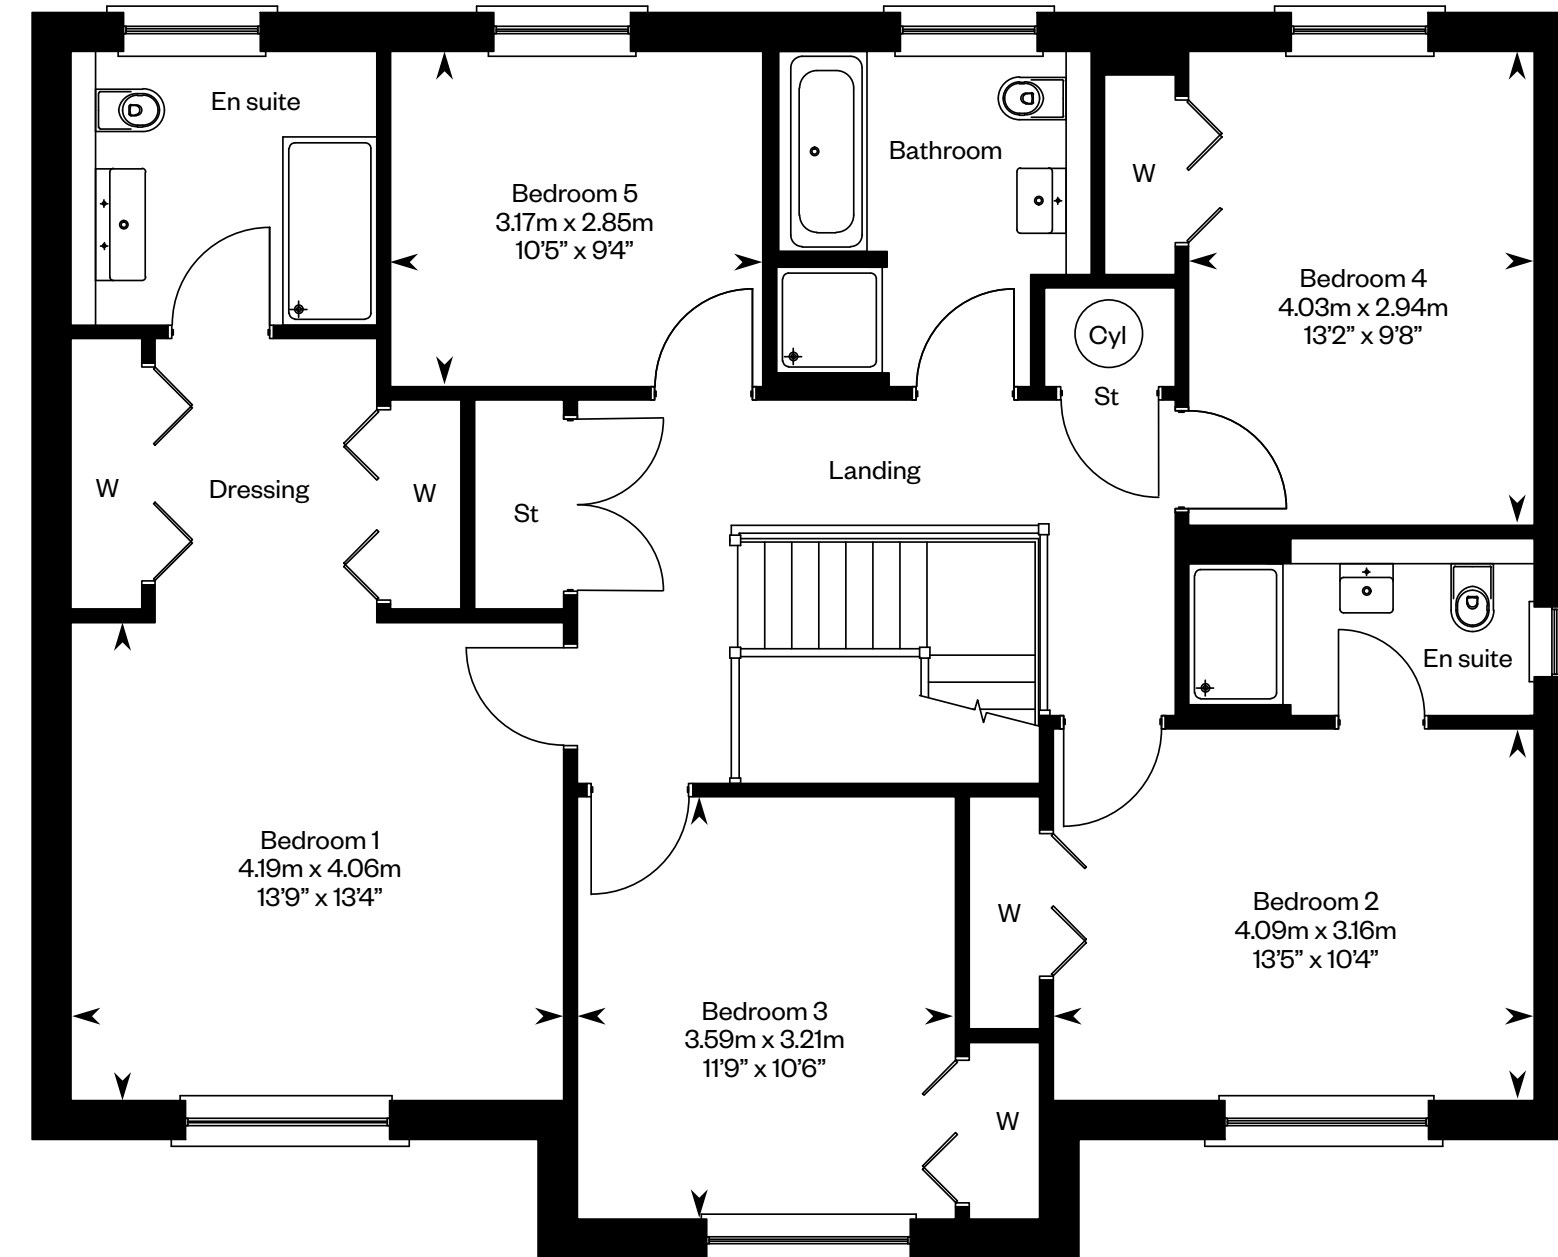 En suite
Bedroom 5
3.17m x 2.85m
10’5” x 9’4”
Bathroom
W
Bedroom 4
4.03m x 2.94m
13’2” x 9’8”
Cyl
St
W
Dressing
W
St
Landing
En suite
Bedroom 1
4.19m x 4.06m
13’9” x 13’4”
Bedroom 3
3.59m x 3.21m
11’9” x 10’6”
W
Bedroom 2
4.09m x 3.16m
13’5” x 10’4”
W